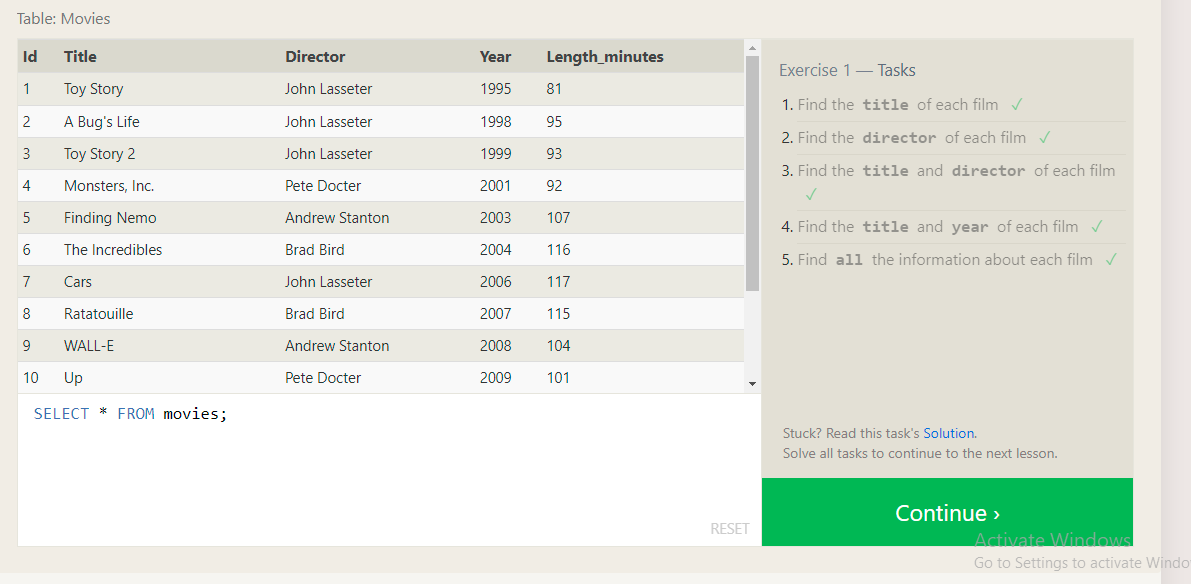 Table: Movies
Id Title Director Year Length_minutes
1 Toy Story John Lasseter 1995 81
2 A Bug's Life John Lasseter 1998 95
3 Toy Story 2 John Lasseter 1999 93
4 Monsters, Inc. Pete Docter 2001 92
5 Finding Nemo Andrew Stanton 2003 107
6 The Incredibles Brad Bird 2004 116
7 Cars John Lasseter 2006 117
8 Ratatouille Brad Bird 2007 115
9 WALL-E Andrew Stanton 2008 104
10 Up Pete Docter 2009 101
SELECT * FROM movies;
RESET
Exercise 1 — Tasks
1. Find the title of each film ✓
2. Find the director of each film ✓
3. Find the title and director of each film
✓
4. Find the title and year of each film ✓
5. Find all the information about each film ✓
Stuck? Read this task's Solution.
Solve all tasks to continue to the next lesson.
Continue ›
Activate Windows
Go to Settings to activate Windo